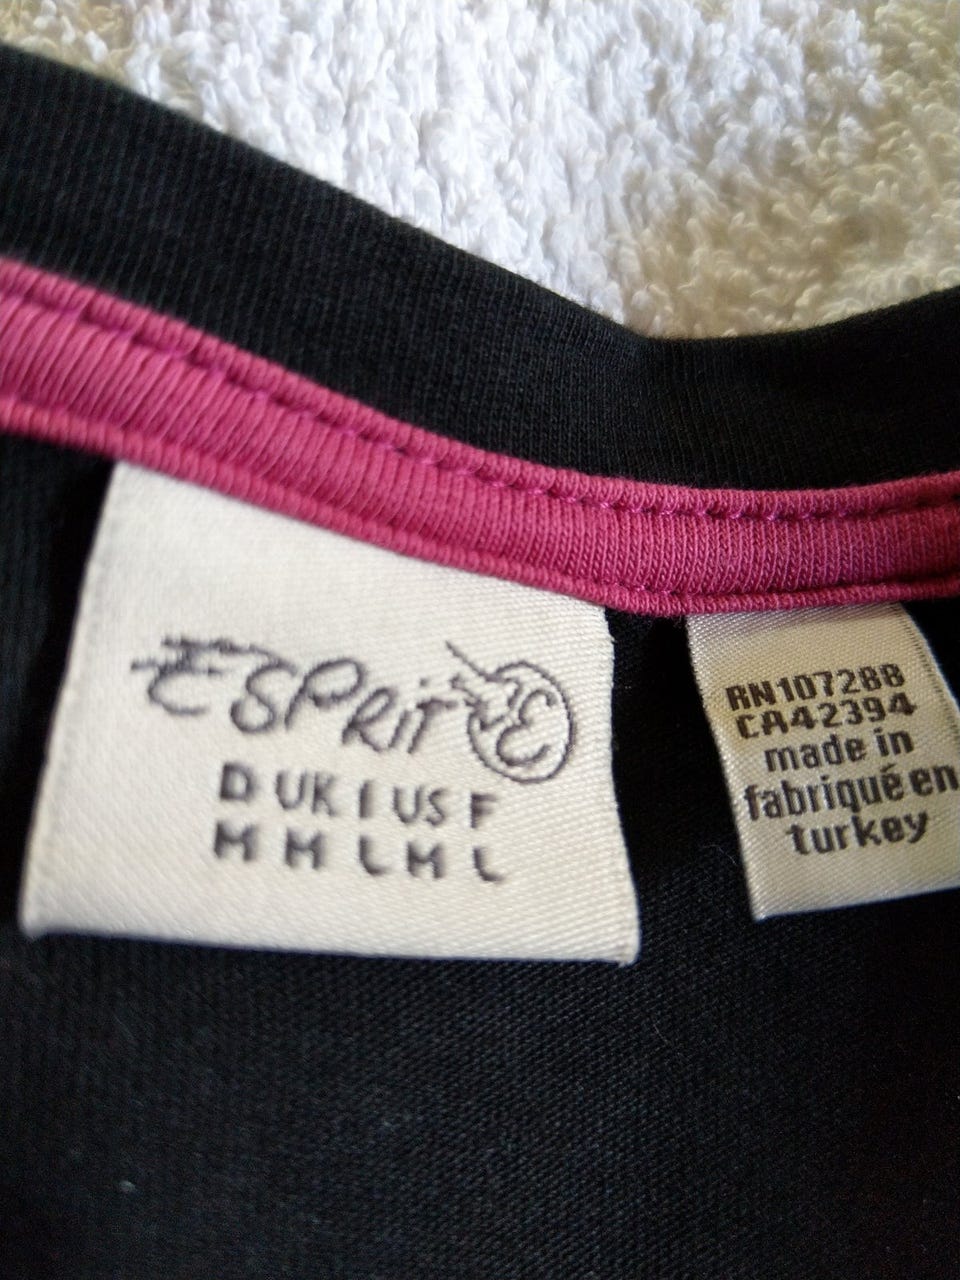 ESPRIT E
D UK I US F
M M L M L
RN107288
CA42394
made in
fabriqué en
turkey